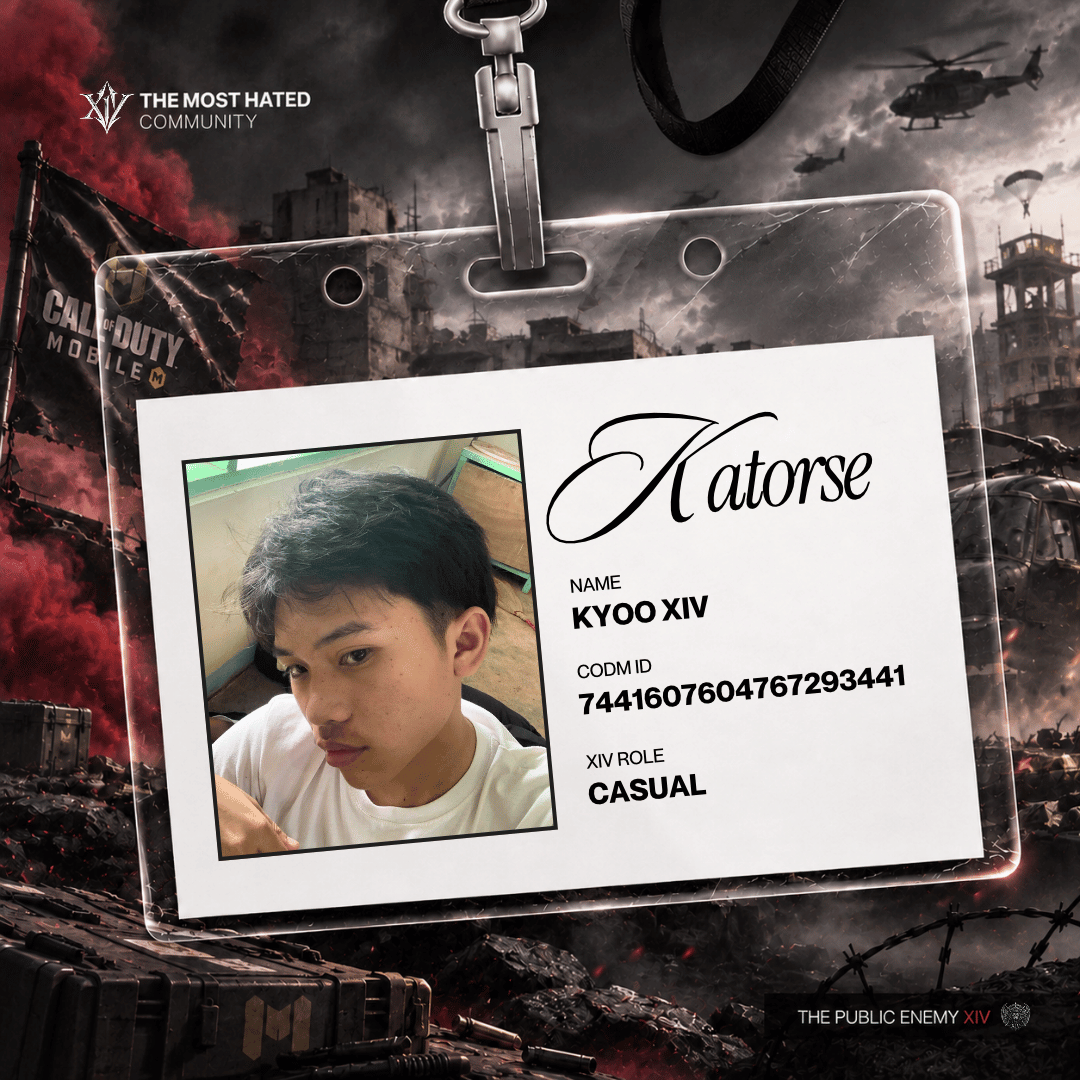 XIV THE MOST HATED
COMMUNITY
CALL OF DUTY
MOBILE
Katorse
NAME
KYOO XIV
CODM ID
7441607604767293441
XIV ROLE
CASUAL
THE PUBLIC ENEMY XIV